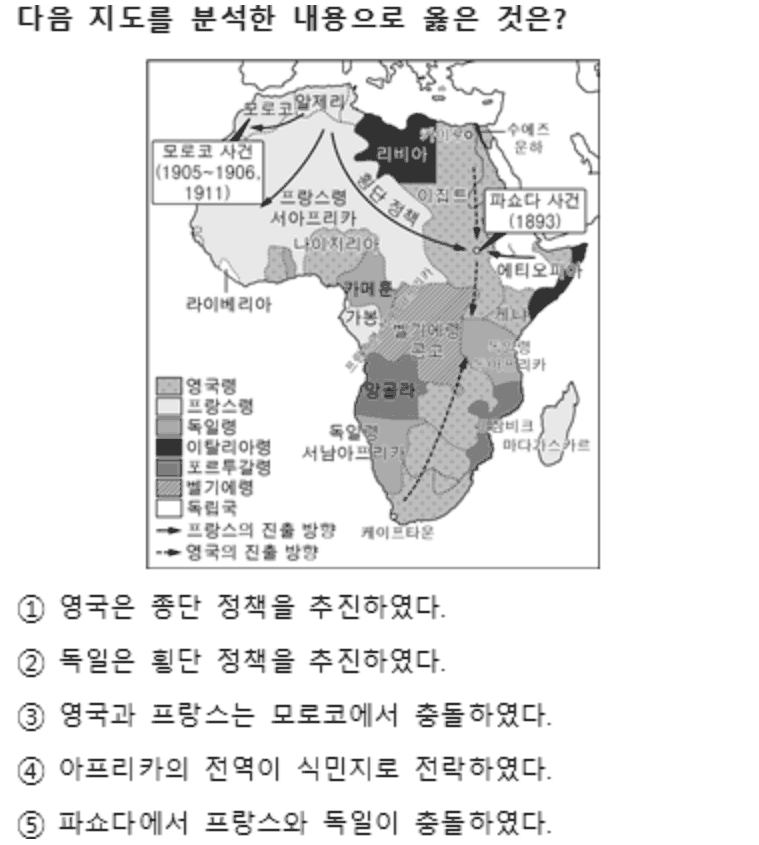 다음 지도를 분석한 내용으로 옳은 것은?
모로코
알제리
카이로
수에즈
운하
리비아
모로코 사건
(1905~1906,
1911)
횡단 정책
이집트
파쇼다 사건
(1893)
프랑스령
서아프리카
나이지리아
에티오피아
라이베리아
카메룬
케냐
가봉
벨기에령
콩고
독일령
앙골라
영국령
프랑스령
독일령
이탈리아령
포르투갈령
벨기에령
독립국
프랑스의 진출 방향
영국의 진출 방향
독일령
서남아프리카
마다가스카르
케이프타운
① 영국은 종단 정책을 추진하였다.
② 독일은 횡단 정책을 추진하였다.
③ 영국과 프랑스는 모로코에서 충돌하였다.
④ 아프리카의 전역이 식민지로 전락하였다.
⑤ 파쇼다에서 프랑스와 독일이 충돌하였다.